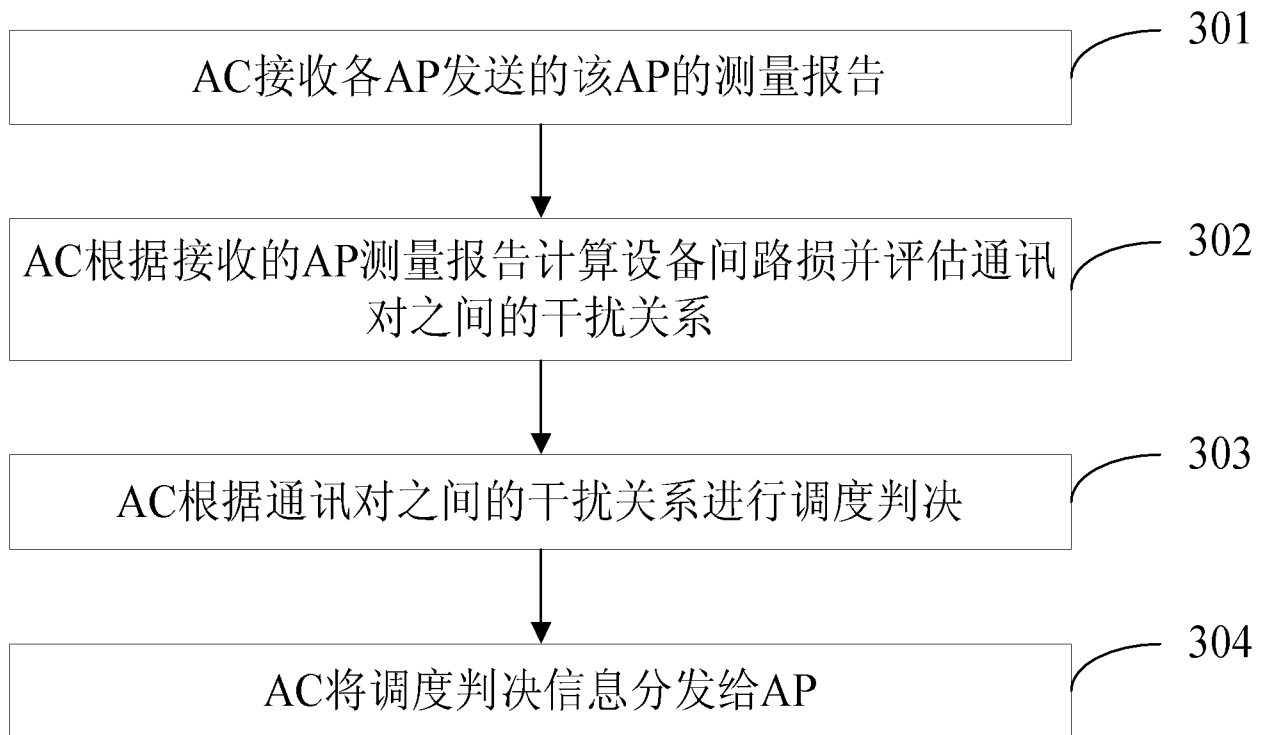 301
AC接收各AP发送的该AP的测量报告
302
AC根据接收的AP测量报告计算设备间路损并评估通讯
对之间的干扰关系
303
AC根据通讯对之间的干扰关系进行调度判决
304
AC将调度判决信息分发给AP